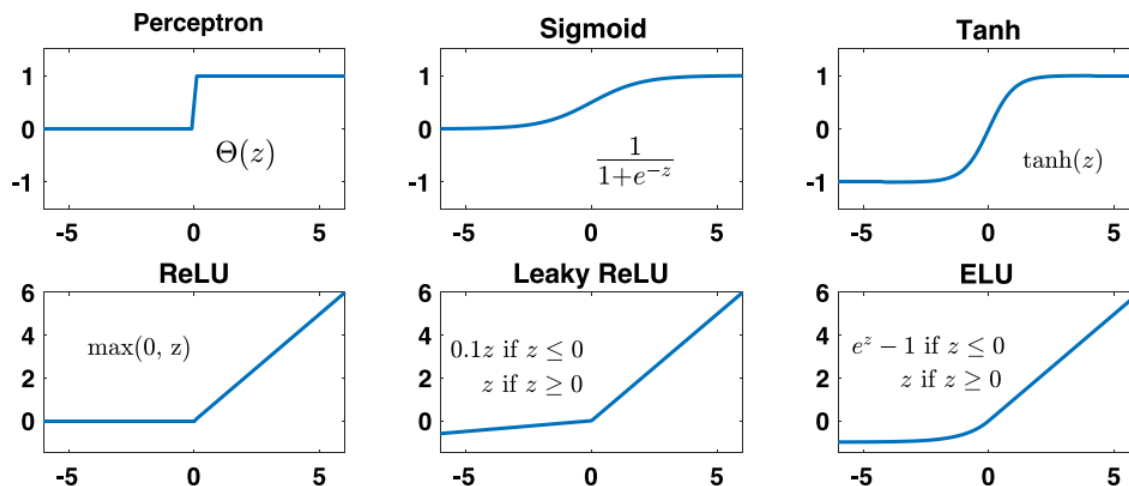 Perceptron
1
0
-1
Θ(z)
-5 0 5
Sigmoid
1
0
-1
1
1+e^{-z}
-5 0 5
Tanh
1
0
-1
tanh(z)
-5 0 5
ReLU
6
4
2
0
max(0, z)
-5 0 5
Leaky ReLU
6
4
2
0
0.1z if z ≤ 0
z if z ≥ 0
-5 0 5
ELU
6
4
2
0
e^z − 1 if z ≤ 0
z if z ≥ 0
-5 0 5